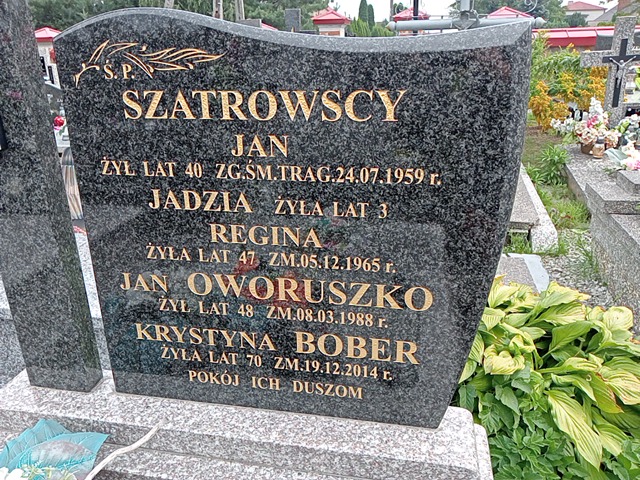 Ś.P.
SZATROWSCY
JAN
ŻYŁ LAT 40 ZG.ŚM.TRAG.24.07.1959 r.
JADZIA ŻYŁA LAT 3
REGINA
ŻYŁA LAT 47 ZM.05.12.1965 r.
JAN OWORUSZKO
ŻYŁ LAT 48 ZM.08.03.1988 r.
KRYSTYNA BOBER
ŻYŁA LAT 70 ZM.19.12.2014 r.
POKÓJ ICH DUSZOM